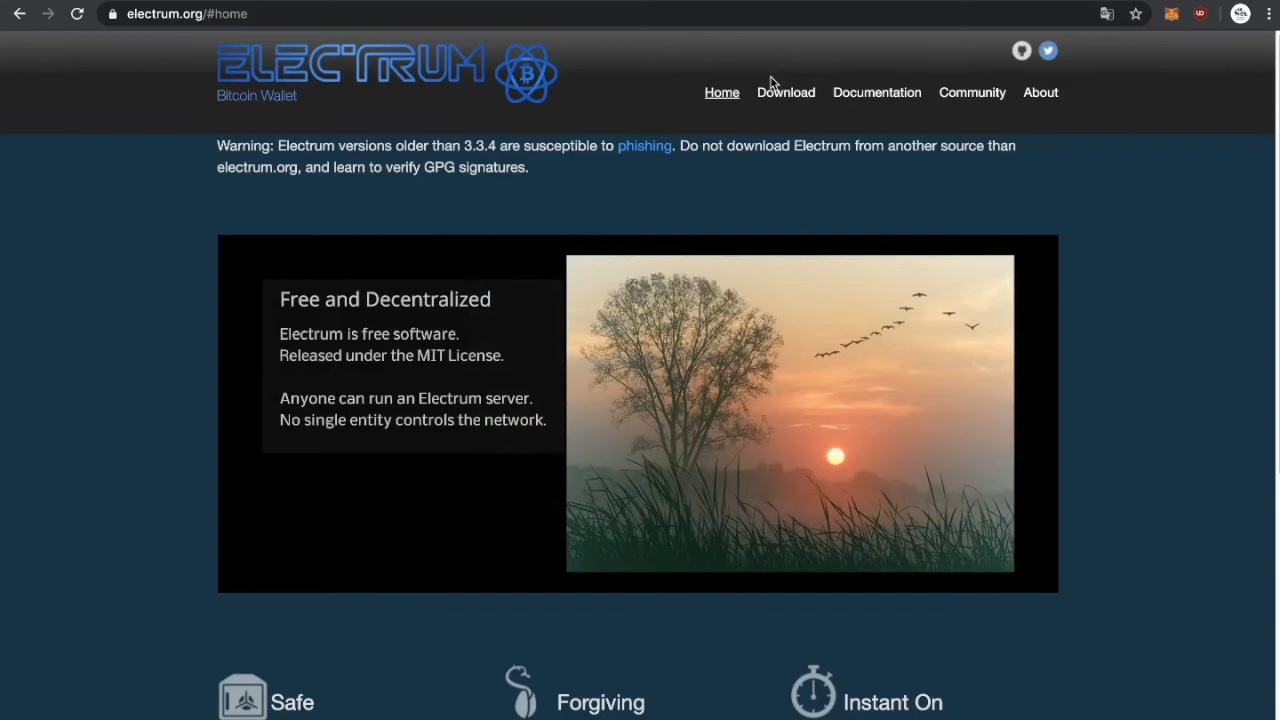 electrum.org/#home
ELECTRUM
Bitcoin Wallet
Home Download Documentation Community About
Warning: Electrum versions older than 3.3.4 are susceptible to phishing. Do not download Electrum from another source than
electrum.org, and learn to verify GPG signatures.
Free and Decentralized
Electrum is free software.
Released under the MIT License.
Anyone can run an Electrum server.
No single entity controls the network.
Safe
Forgiving
Instant On